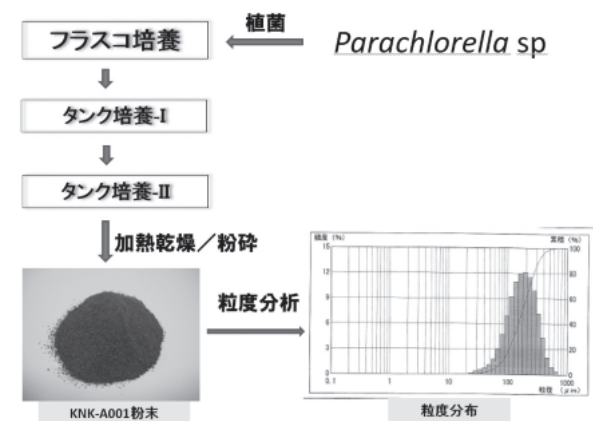 フラスコ培養
植菌
Parachlorella sp
タンク培養-I
タンク培養-II
加熱乾燥／粉砕
粒度分析
KNK-A001粉末
頻度 (%)
累積 (%)
15
12
9
6
3
0
100
80
60
40
20
0
0.1
1
10
100
1000
粒度 (μm)
粒度分布